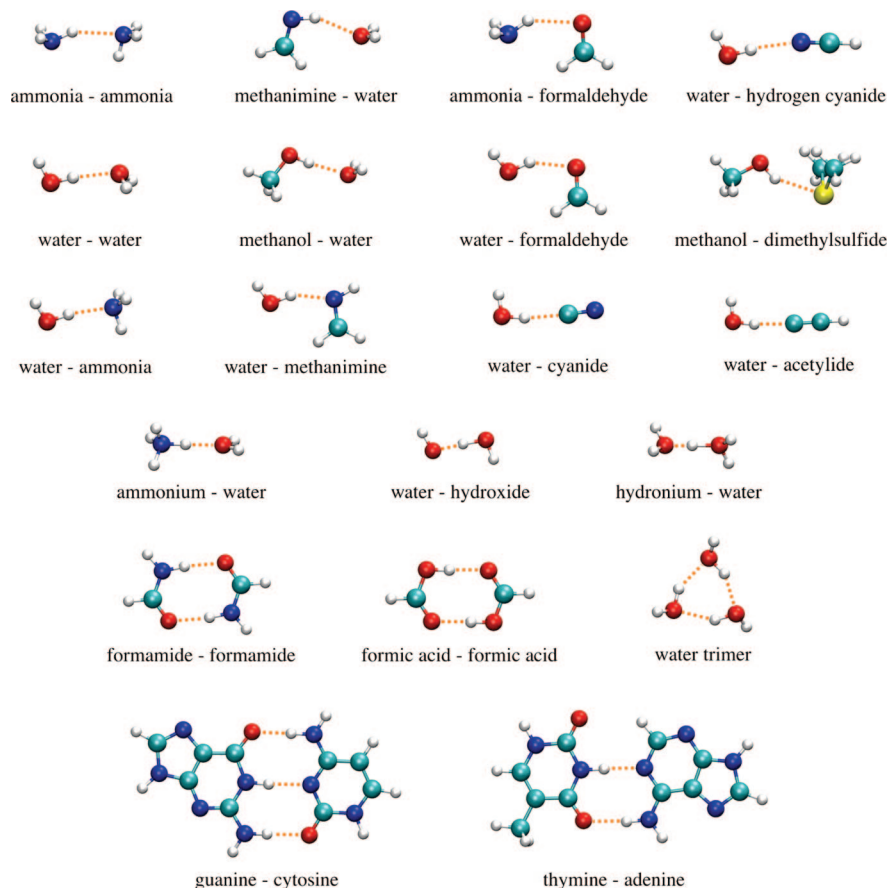 ammonia - ammonia
methanimine - water
ammonia - formaldehyde
water - hydrogen cyanide
water - water
methanol - water
water - formaldehyde
methanol - dimethylsulfide
water - ammonia
water - methanimine
water - cyanide
water - acetylide
ammonium - water
water - hydroxide
hydronium - water
formamide - formamide
formic acid - formic acid
water trimer
guanine - cytosine
thymine - adenine